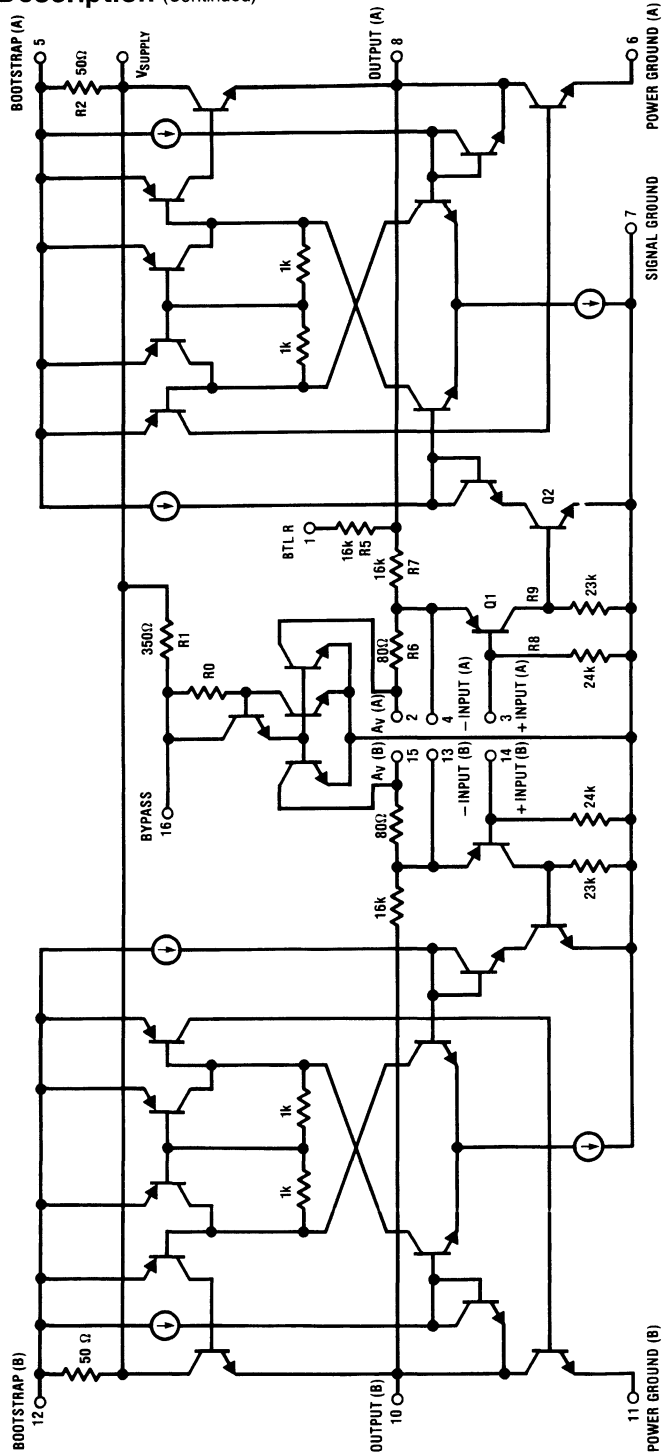 Description (Continued)
BOOTSTRAP (A)
5
R2
50Ω
VSUPPLY
OUTPUT (A)
8
6
POWER GROUND (A)
SIGNAL GROUND
7
1k
1k
BTL R
1
16k
R5
16k
R7
80Ω
R6
AV (A)
2
4
– INPUT (A)
3
+ INPUT (A)
Q1
Q2
R9
23k
R8
24k
350Ω
R1
R0
BYPASS
16
AV (B)
15
13
– INPUT (B)
14
+ INPUT (B)
80Ω
16k
24k
23k
1k
1k
50 Ω
BOOTSTRAP (B)
12
OUTPUT (B)
10
11
POWER GROUND (B)